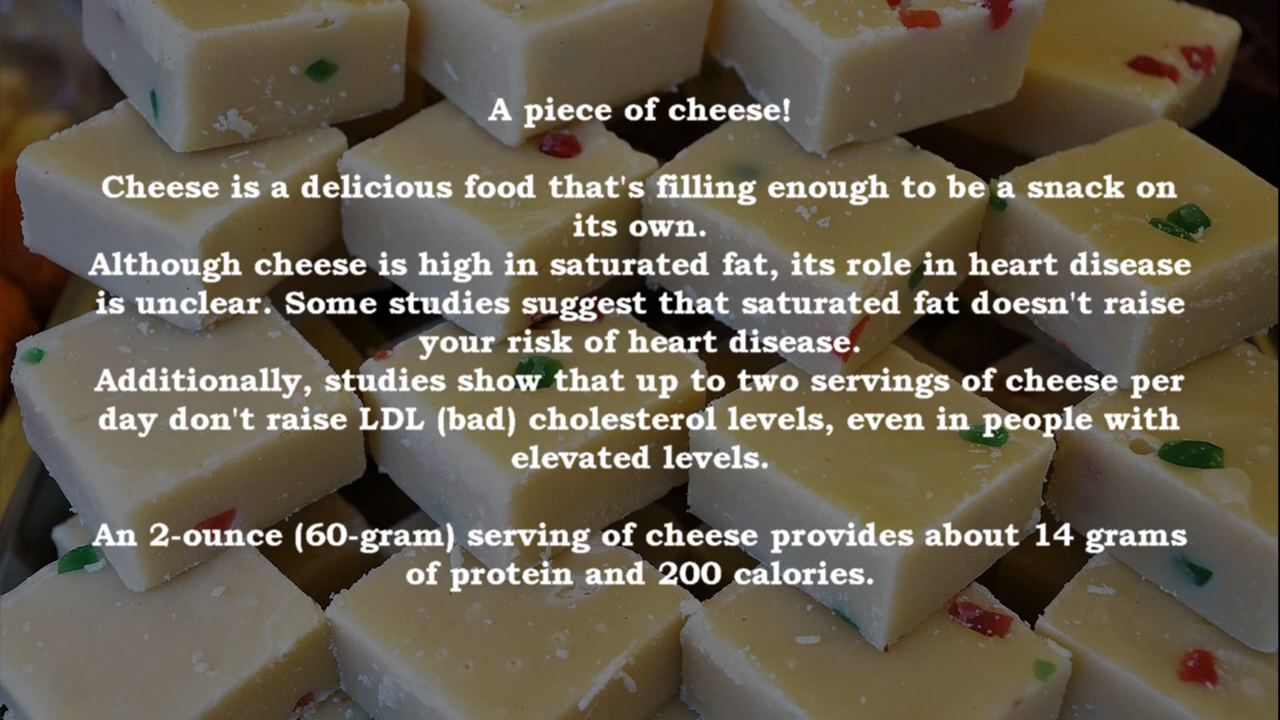 A piece of cheese!
Cheese is a delicious food that's filling enough to be a snack on
its own.
Although cheese is high in saturated fat, its role in heart disease
is unclear. Some studies suggest that saturated fat doesn't raise
your risk of heart disease.
Additionally, studies show that up to two servings of cheese per
day don't raise LDL (bad) cholesterol levels, even in people with
elevated levels.
An 2-ounce (60-gram) serving of cheese provides about 14 grams
of protein and 200 calories.